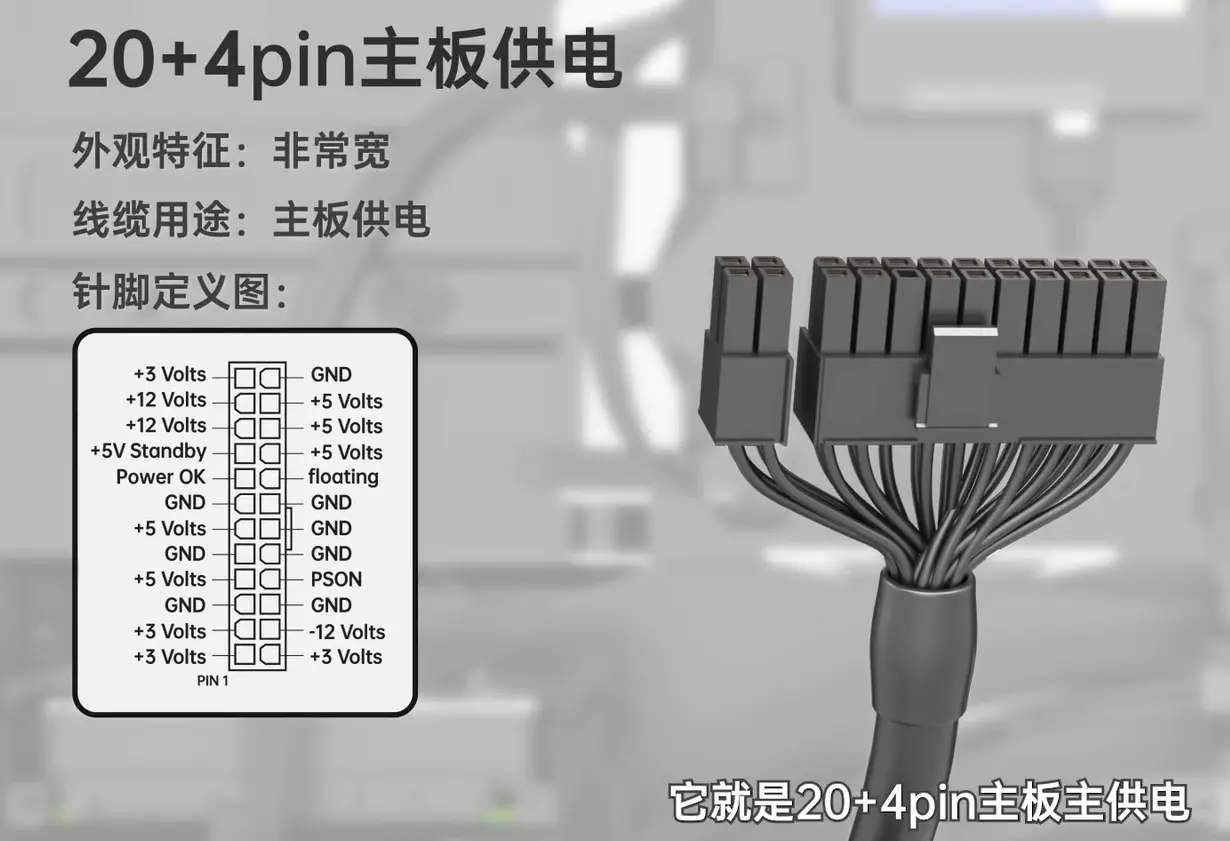 20+4pin主板供电
外观特征：非常宽
线缆用途：主板供电
针脚定义图：
+3 Volts GND
+12 Volts +5 Volts
+12 Volts +5 Volts
+5V Standby +5 Volts
Power OK floating
GND GND
+5 Volts GND
GND GND
+5 Volts PSON
GND GND
+3 Volts -12 Volts
+3 Volts +3 Volts
PIN 1
它就是20+4pin主板主供电